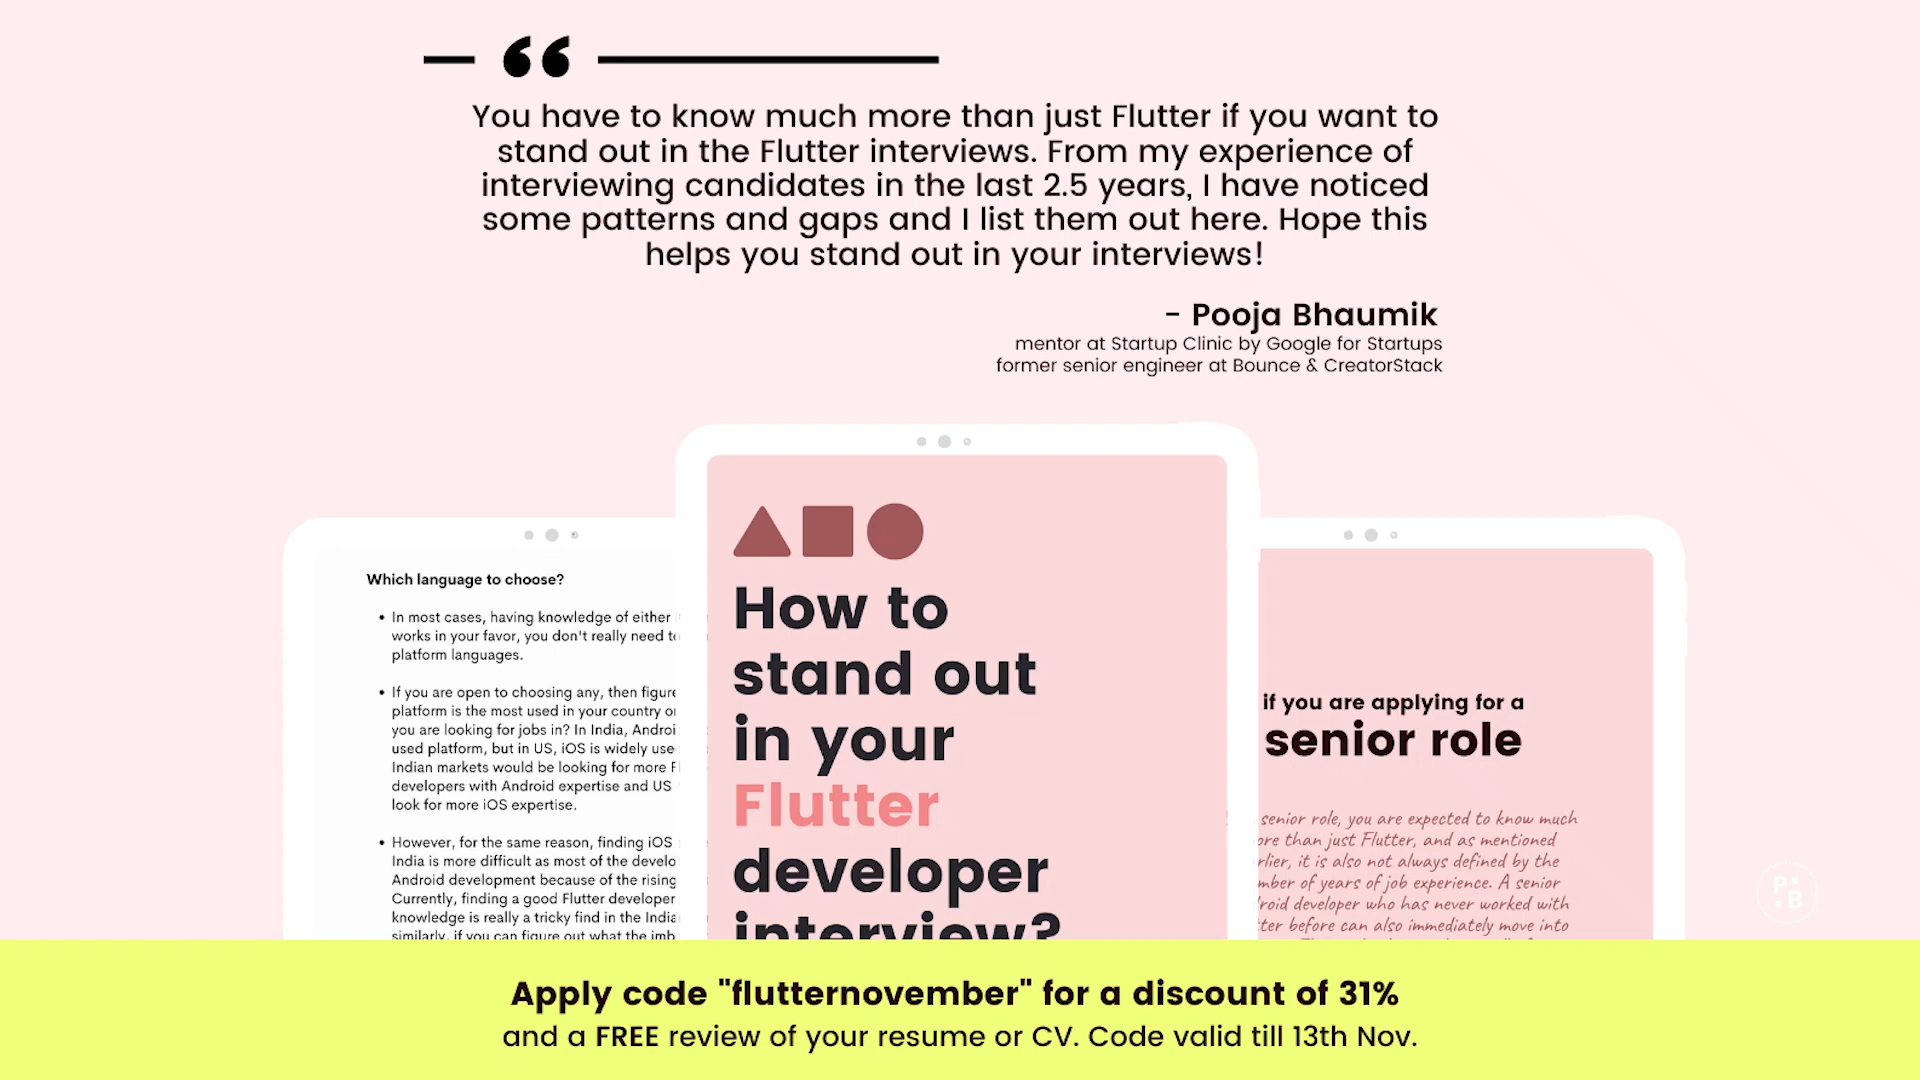 “
You have to know much more than just Flutter if you want to
stand out in the Flutter interviews. From my experience of
interviewing candidates in the last 2.5 years, I have noticed
some patterns and gaps and I list them out here. Hope this
helps you stand out in your interviews!
- Pooja Bhaumik
mentor at Startup Clinic by Google for Startups
former senior engineer at Bounce & CreatorStack
Which language to choose?
• In most cases, having knowledge of either
works in your favor, you don't really need
platform languages.
• If you are open to choosing any, then figure
platform is the most used in your country
you are looking for jobs in? In India,
used platform, but in US, iOS is widely
Indian markets would be looking for more
developers with Android expertise and US
look for more iOS expertise.
• However, for the same reason, finding iOS
India is more difficult as most of the
Android development because of the rising
Currently, finding a good Flutter developer
knowledge is really a tricky find in the
similarly, if you can figure out what the
How to
stand out
in your
Flutter
developer
interview?
if you are applying for a
senior role
senior role, you are expected to know much
than just Flutter, and as mentioned
it is also not always defined by the
of years of job experience. A senior
developer who has never worked with
before can also immediately move into
P B
Apply code "flutternovember" for a discount of 31%
and a FREE review of your resume or CV. Code valid till 13th Nov.